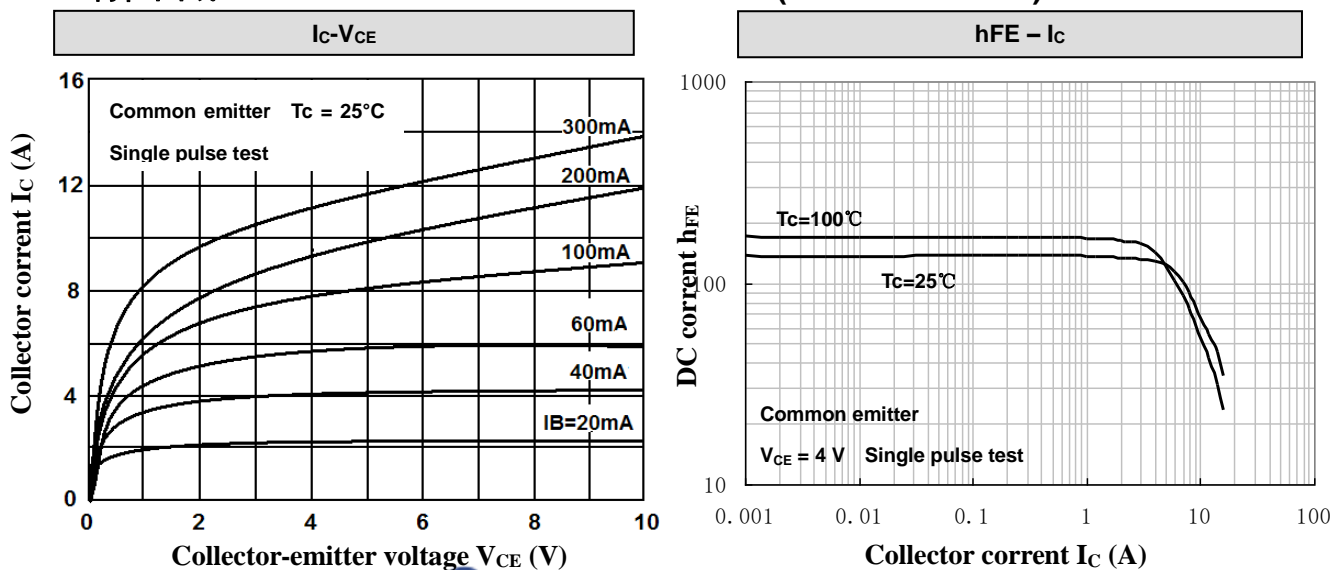 IC-VCE
hFE – IC
16
12
8
4
0
0
2
4
6
8
10
Common emitter Tc = 25°C
Single pulse test
300mA
200mA
100mA
60mA
40mA
IB=20mA
Collector corrent IC (A)
Collector-emitter voltage VCE (V)
1000
100
10
0.001
0.01
0.1
1
10
100
Tc=100℃
Tc=25℃
Common emitter
VCE = 4 V Single pulse test
DC corrent hFE
Collector corrent IC (A)